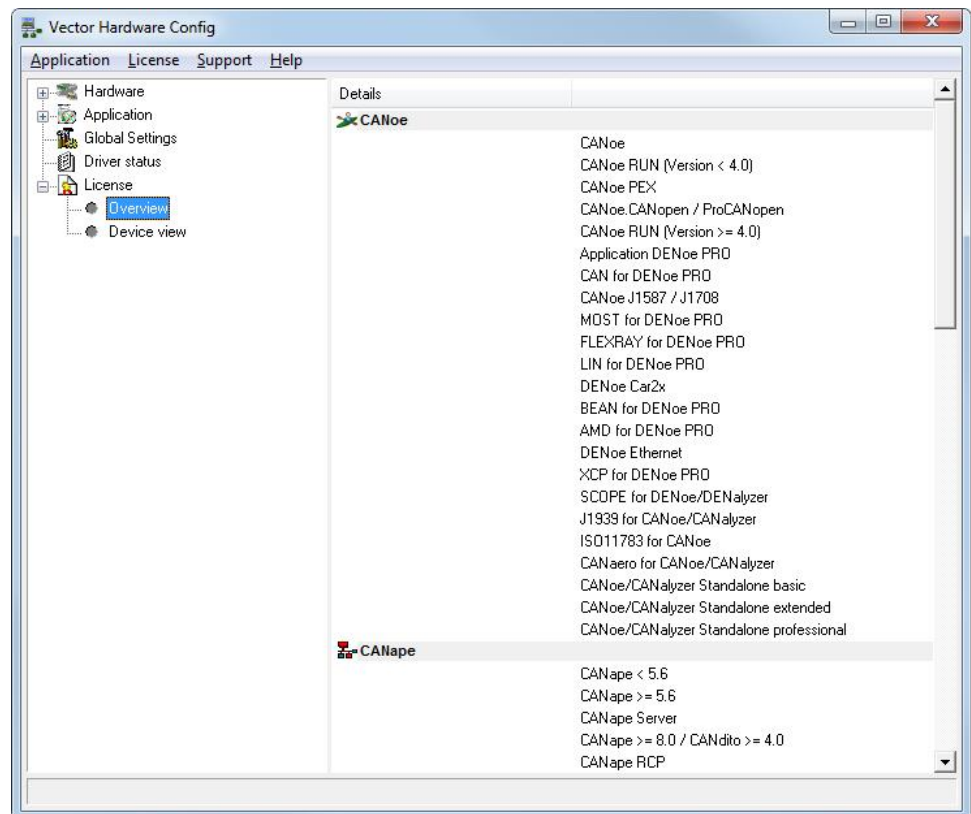 Vector Hardware Config
Application License Support Help
Hardware
Application
Global Settings
Driver status
License
Overview
Device view
Details
CANoe
CANoe
CANoe RUN (Version < 4.0)
CANoe PEX
CANoe.CANopen / ProCANopen
CANoe RUN (Version >= 4.0)
Application DENoe PRO
CAN for DENoe PRO
CANoe J1587 / J1708
MOST for DENoe PRO
FLEXRAY for DENoe PRO
LIN for DENoe PRO
DENoe Car2x
BEAN for DENoe PRO
AMD for DENoe PRO
DENoe Ethernet
XCP for DENoe PRO
SCOPE for DENoe/DENalyzer
J1939 for CANoe/CANalyzer
ISO11783 for CANoe
CANaero for CANoe/CANalyzer
CANoe/CANalyzer Standalone basic
CANoe/CANalyzer Standalone extended
CANoe/CANalyzer Standalone professional
CANape
CANape < 5.6
CANape >= 5.6
CANape Server
CANape >= 8.0 / CANdito >= 4.0
CANape RCP